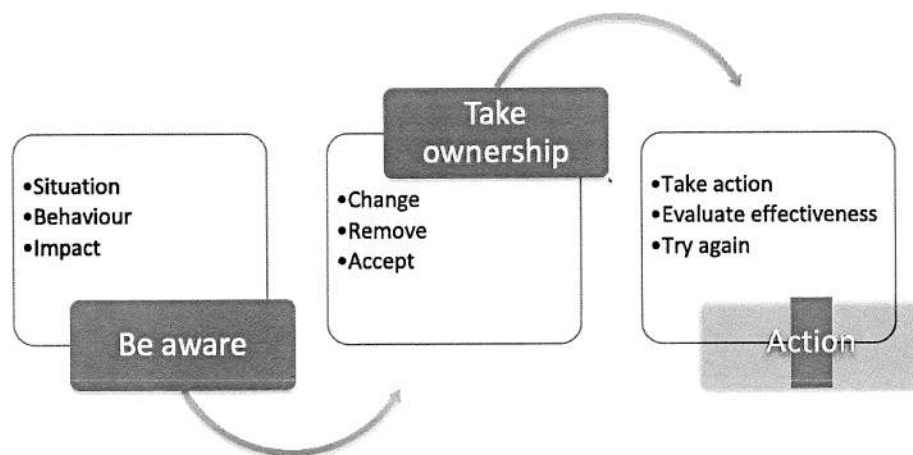 •Situation
•Behaviour
•Impact
Be aware
Take
ownership
•Change
•Remove
•Accept
•Take action
•Evaluate effectiveness
•Try again
Action